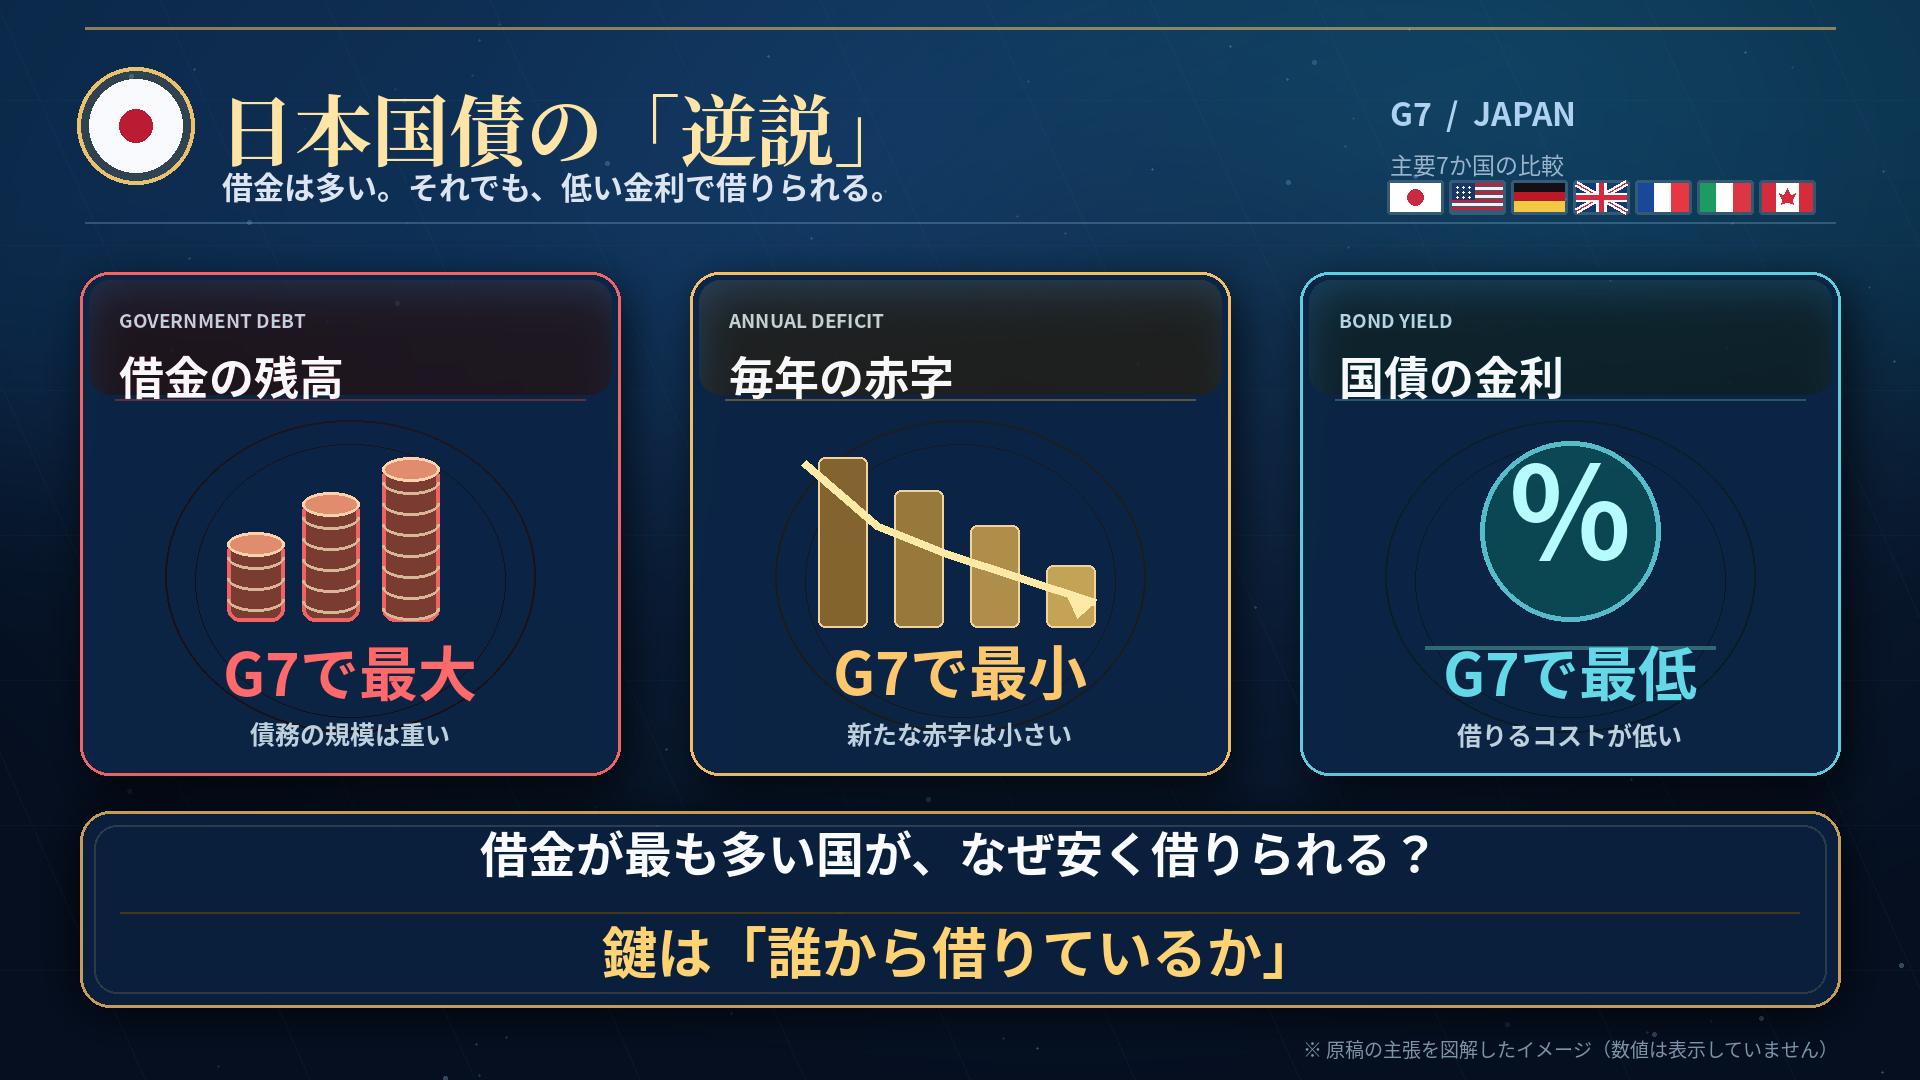 日本国債の「逆説」
借金は多い。それでも、低い金利で借りられる。
G7 / JAPAN
主要7か国の比較
GOVERNMENT DEBT
借金の残高
G7で最大
債務の規模は重い
ANNUAL DEFICIT
毎年の赤字
G7で最小
新たな赤字は小さい
BOND YIELD
国債の金利
%
G7で最低
借りるコストが低い
借金が最も多い国が、なぜ安く借りられる？
鍵は「誰から借りているか」
※ 原稿の主張を図解したイメージ（数値は表示していません）